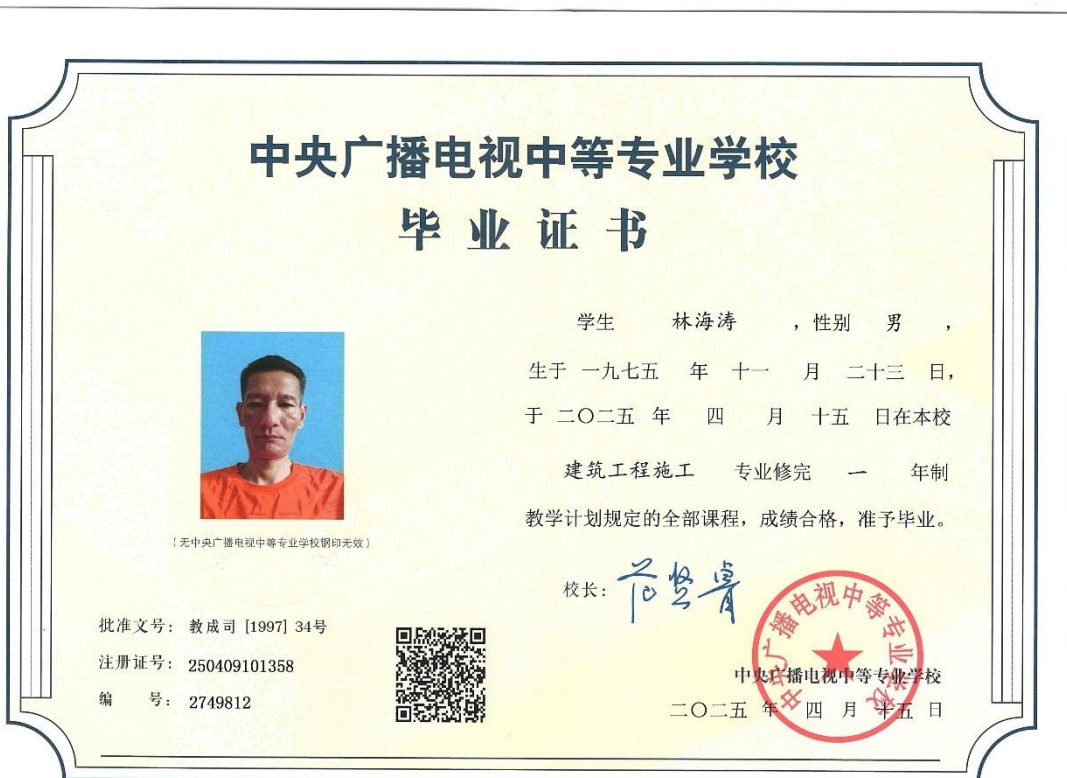 中央广播电视中等专业学校
毕业证书
学生 林海涛 ，性别 男 ，
生于 一九七五 年 十一 月 二十三 日，
于 二〇二五 年 四 月 十五 日在本校
建筑工程施工 专业修完 一 年制
教学计划规定的全部课程，成绩合格，准予毕业。
（无中央广播电视中等专业学校钢印无效）
校长：
批准文号： 教成司 [1997] 34号
注册证号： 250409101358
编 号： 2749812
中央广播电视中等专业学校
中央广播电视中等专业学校
二〇二五 年 四 月 十五 日